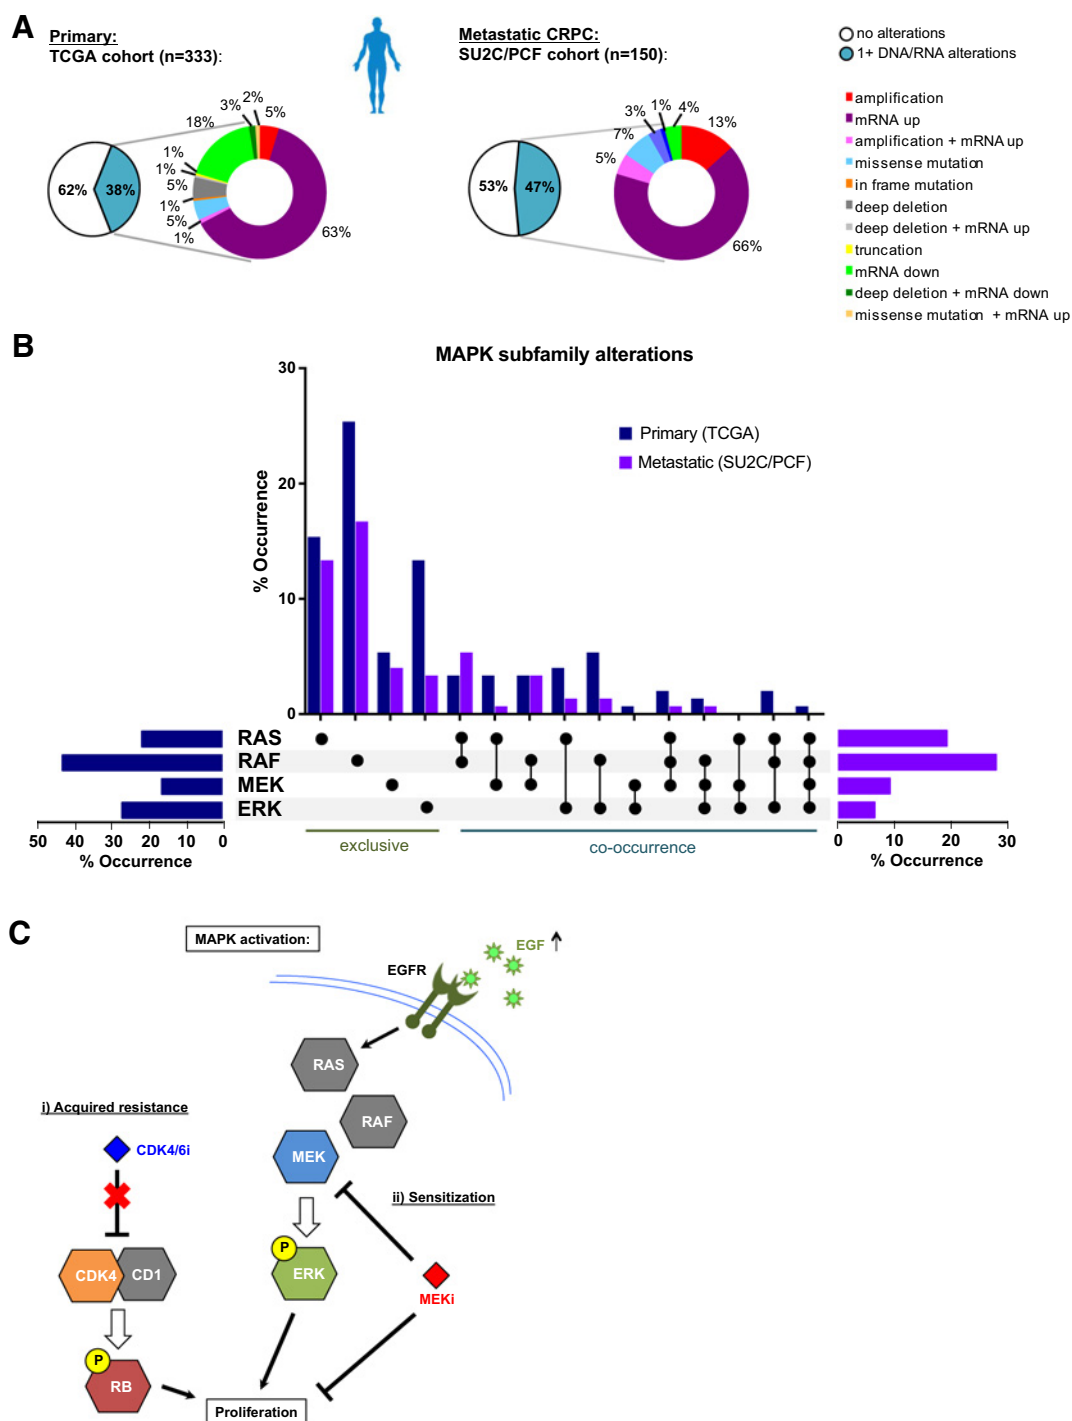 A
Primary:
TCGA cohort (n=333):
Metastatic CRPC:
SU2C/PCF cohort (n=150):
no alterations
1+ DNA/RNA alterations
62%
38%
2%
3%
5%
18%
1%
1%
5%
1%
5%
1%
63%
53%
47%
1%
3%
4%
7%
13%
5%
66%
amplification
mRNA up
amplification + mRNA up
missense mutation
in frame mutation
deep deletion
deep deletion + mRNA up
truncation
mRNA down
deep deletion + mRNA down
missense mutation + mRNA up
B
MAPK subfamily alterations
% Occurrence
30
20
10
0
Primary (TCGA)
Metastatic (SU2C/PCF)
RAS
RAF
MEK
ERK
50 40 30 20 10 0
% Occurrence
exclusive
co-occurrence
0 10 20 30
% Occurrence
C
MAPK activation:
EGF
EGFR
RAS
RAF
MEK
i) Acquired resistance
CDK4/6i
ii) Sensitization
P
ERK
CDK4
CD1
MEKi
P
RB
Proliferation